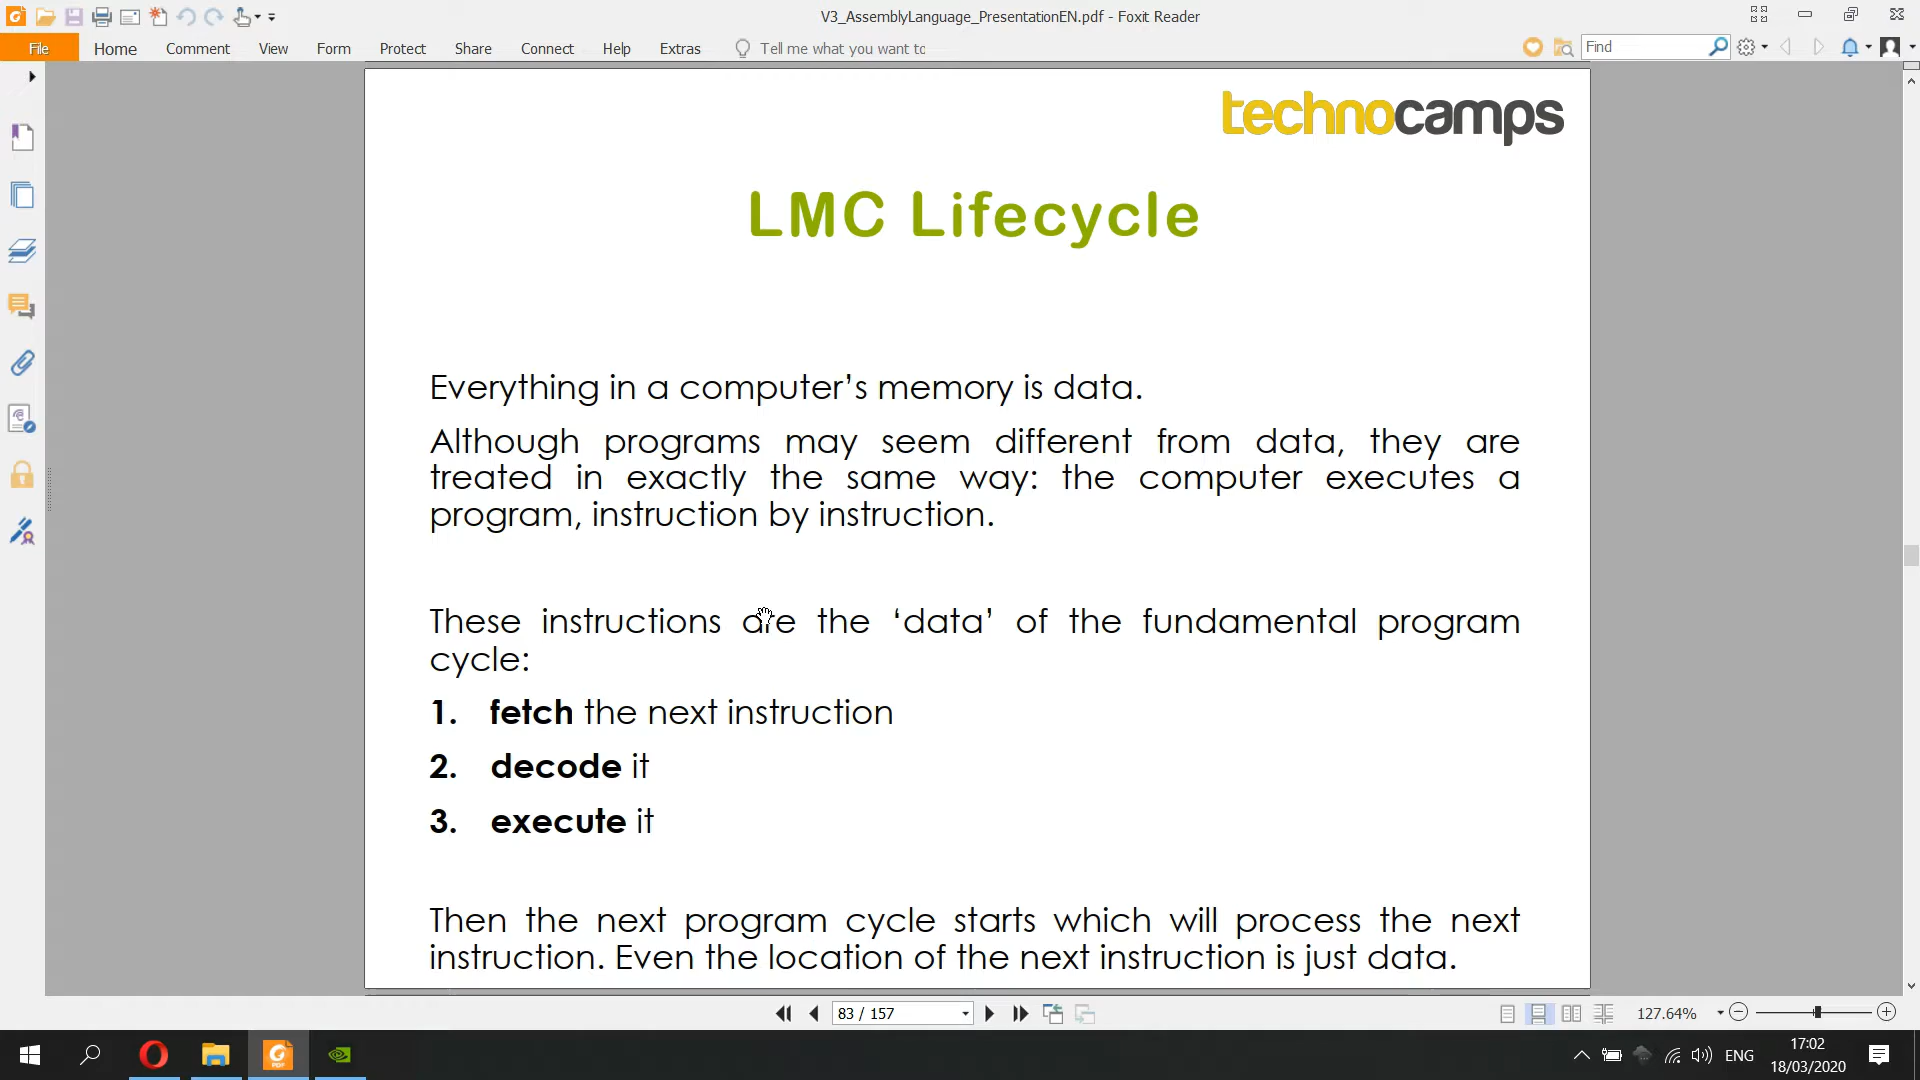 V3_AssemblyLanguage_PresentationEN.pdf - Foxit Reader
File Home Comment View Form Protect Share Connect Help Extras Tell me what you want to Find
technocamps
LMC Lifecycle
Everything in a computer’s memory is data.
Although programs may seem different from data, they are
treated in exactly the same way: the computer executes a
program, instruction by instruction.
These instructions are the ‘data’ of the fundamental program
cycle:
1. fetch the next instruction
2. decode it
3. execute it
Then the next program cycle starts which will process the next
instruction. Even the location of the next instruction is just data.
83 / 157 127.64%
17:02
ENG
18/03/2020